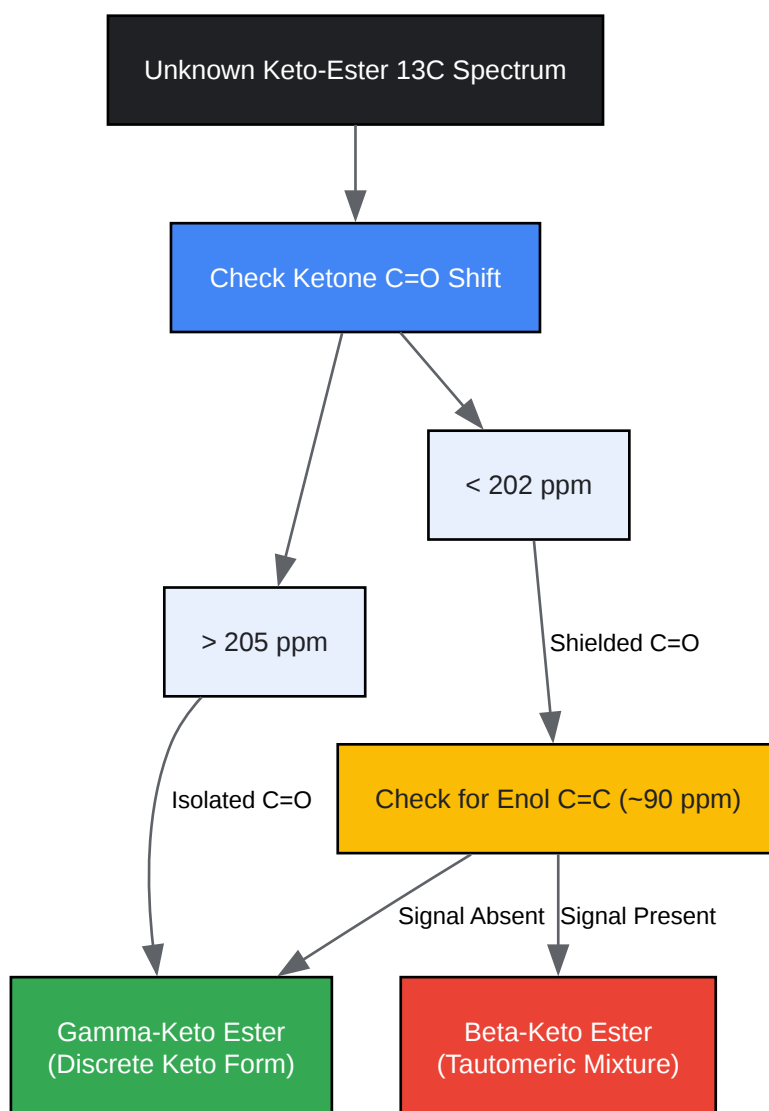 Unknown Keto-Ester 13C Spectrum
Check Ketone C=O Shift
< 202 ppm
> 205 ppm
Shielded C=O
Isolated C=O
Check for Enol C=C (~90 ppm)
Signal Absent
Signal Present
Gamma-Keto Ester
(Discrete Keto Form)
Beta-Keto Ester
(Tautomeric Mixture)